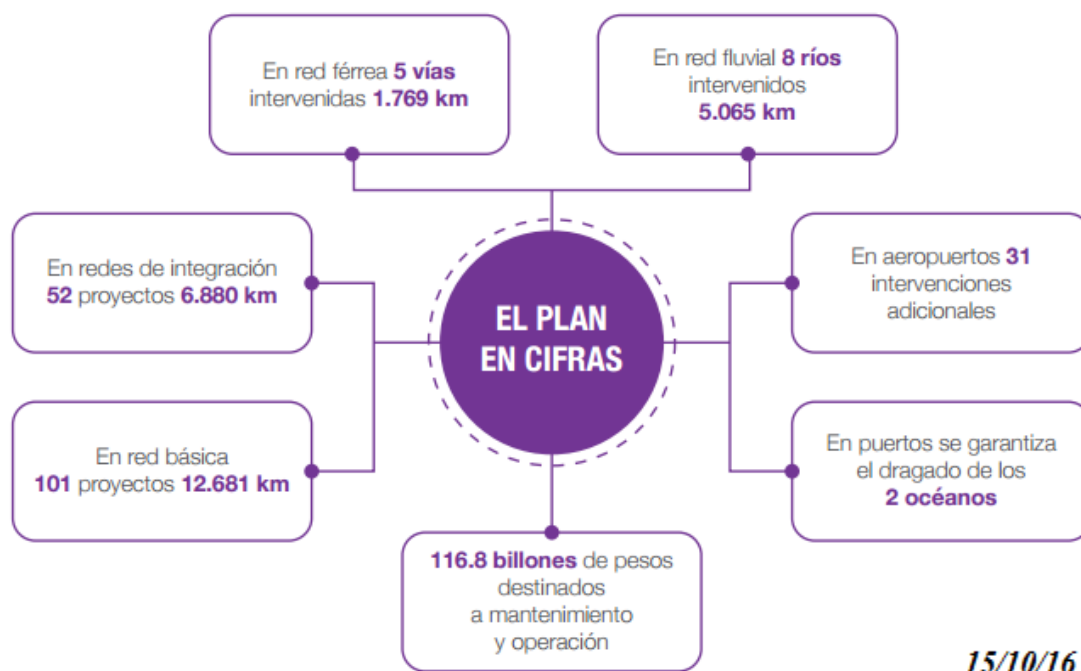 En red férrea 5 vías
intervenidas 1.769 km
En red fluvial 8 ríos
intervenidos
5.065 km
En redes de integración
52 proyectos 6.880 km
EL PLAN
EN CIFRAS
En aeropuertos 31
intervenciones
adicionales
En red básica
101 proyectos 12.681 km
En puertos se garantiza
el dragado de los
2 océanos
116.8 billones de pesos
destinados
a mantenimiento
y operación
15/10/16